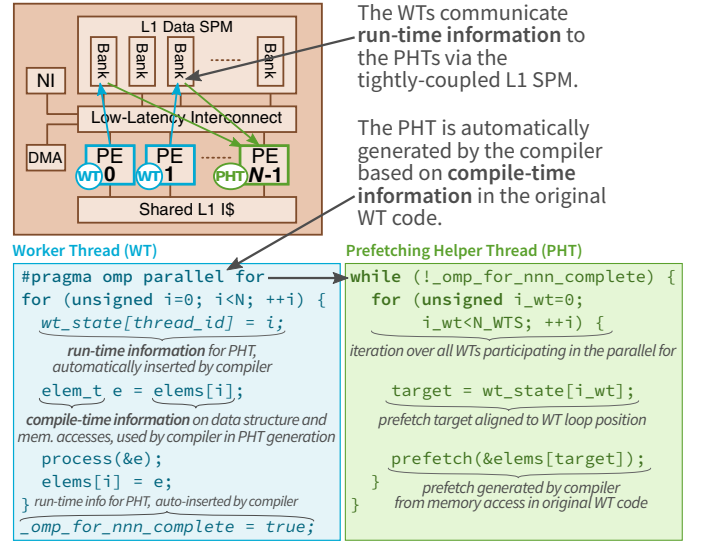 L1 Data SPM
Bank
Bank
Bank
Bank
NI
Low-Latency Interconnect
DMA
PE
PE
PE
WT
0
WT
1
PHT
N-1
Shared L1 I$
The WTs communicate
run-time information to
the PHTs via the
tightly-coupled L1 SPM.
The PHT is automatically
generated by the compiler
based on compile-time
information in the original
WT code.
Worker Thread (WT)
#pragma omp parallel for
for (unsigned i=0; i<N; ++i) {
wt_state[thread_id] = i;
run-time information for PHT,
automatically inserted by compiler
elem_t e = elems[i];
compile-time information on data structure and
mem. accesses, used by compiler in PHT generation
process(&e);
elems[i] = e;
}
run-time info for PHT, auto-inserted by compiler
_omp_for_nnn_complete = true;
Prefetching Helper Thread (PHT)
while (!_omp_for_nnn_complete) {
for (unsigned i_wt=0;
i_wt<N_WTS; ++i) {
iteration over all WTs participating in the parallel for
target = wt_state[i_wt];
prefetch target aligned to WT loop position
prefetch(&elems[target]);
}
prefetch generated by compiler
from memory access in original WT code
}